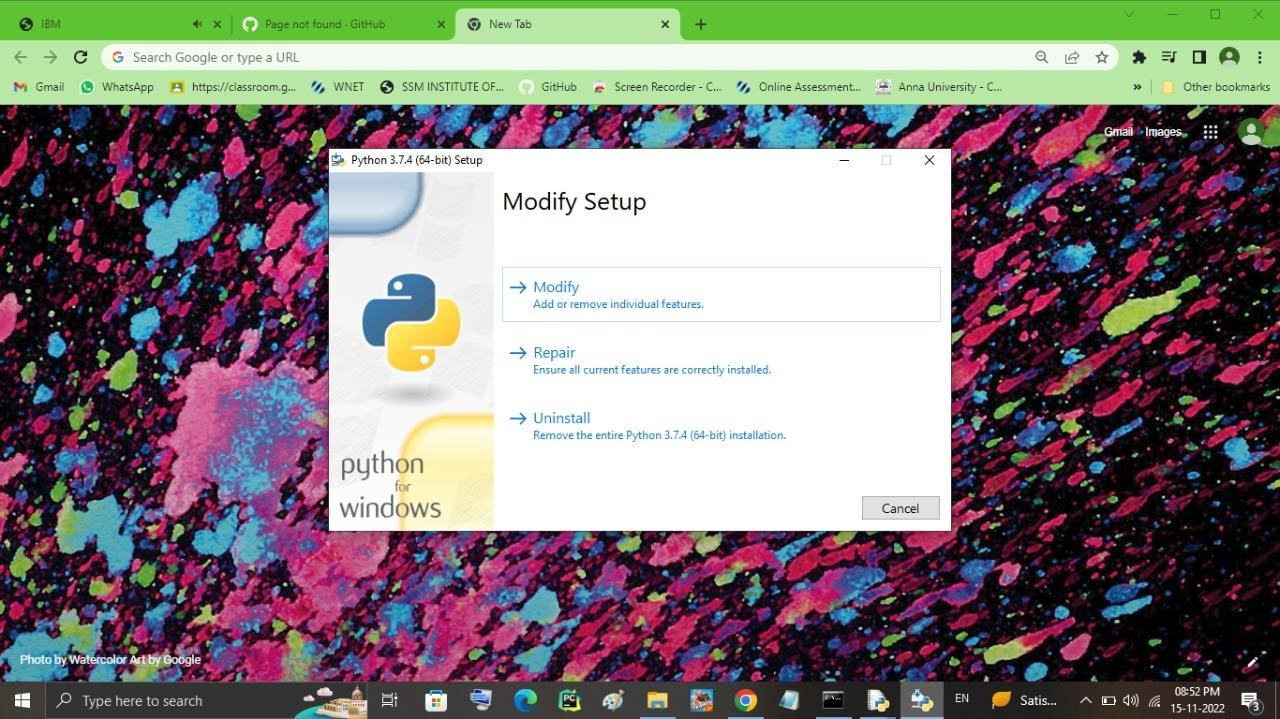 IBM
Page not found · GitHub
New Tab
Search Google or type a URL
Gmail
WhatsApp
https://classroom.g...
WNET
SSM INSTITUTE OF...
GitHub
Screen Recorder - C...
Online Assessment...
Anna University - C...
»
Other bookmarks
Gmail
Images
Python 3.7.4 (64-bit) Setup
Modify Setup
Modify
Add or remove individual features.
Repair
Ensure all current features are correctly installed.
Uninstall
Remove the entire Python 3.7.4 (64-bit) installation.
python
for
windows
Cancel
Photo by Watercolor Art by Google
Type here to search
EN
Satis...
08:52 PM
15-11-2022
3